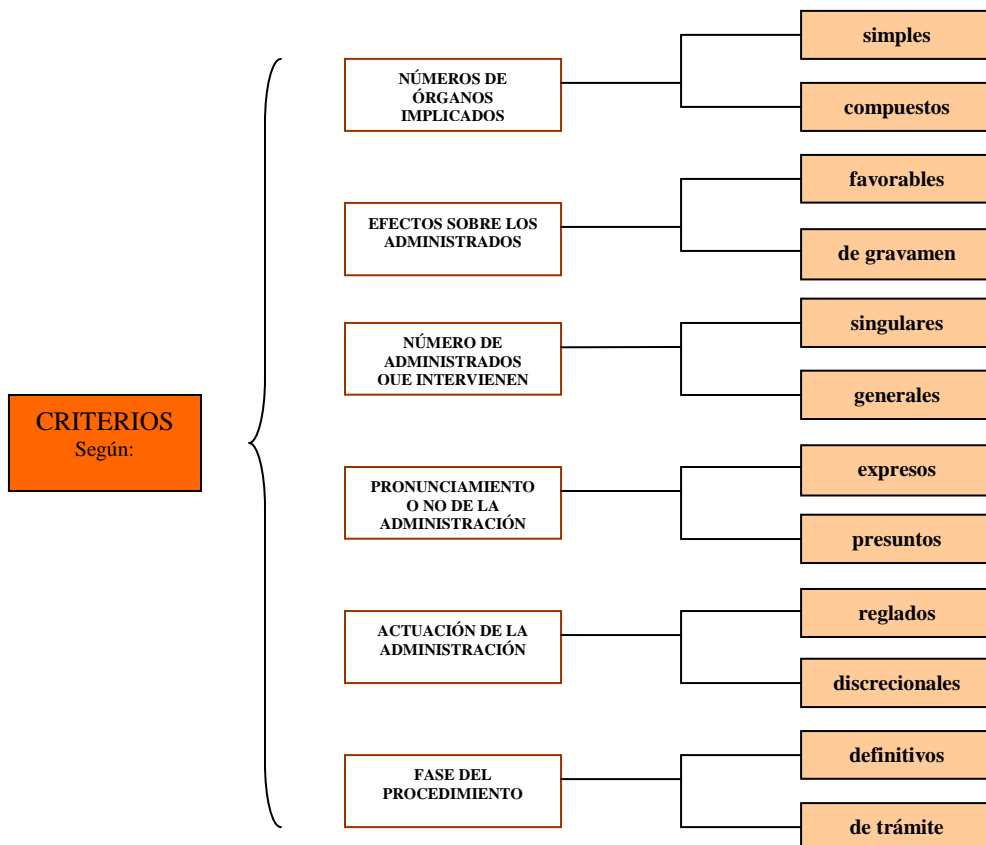 CRITERIOS
Según:
NÚMEROS DE
ÓRGANOS
IMPLICADOS
simples
compuestos
EFECTOS SOBRE LOS
ADMINISTRADOS
favorables
de gravamen
NÚMERO DE
ADMINISTRADOS
QUE INTERVIENEN
singulares
generales
PRONUNCIAMIENTO
O NO DE LA
ADMINISTRACIÓN
expresos
presuntos
ACTUACIÓN DE LA
ADMINISTRACIÓN
reglados
discrecionales
FASE DEL
PROCEDIMIENTO
definitivos
de trámite